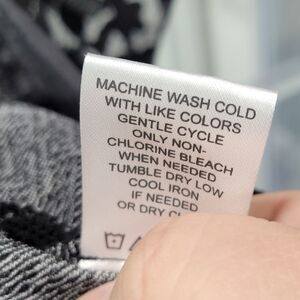 MACHINE WASH COLD
WITH LIKE COLORS
GENTLE CYCLE
ONLY NON-
CHLORINE BLEACH
WHEN NEEDED
TUMBLE DRY LOW
COOL IRON
IF NEEDED
OR DRY